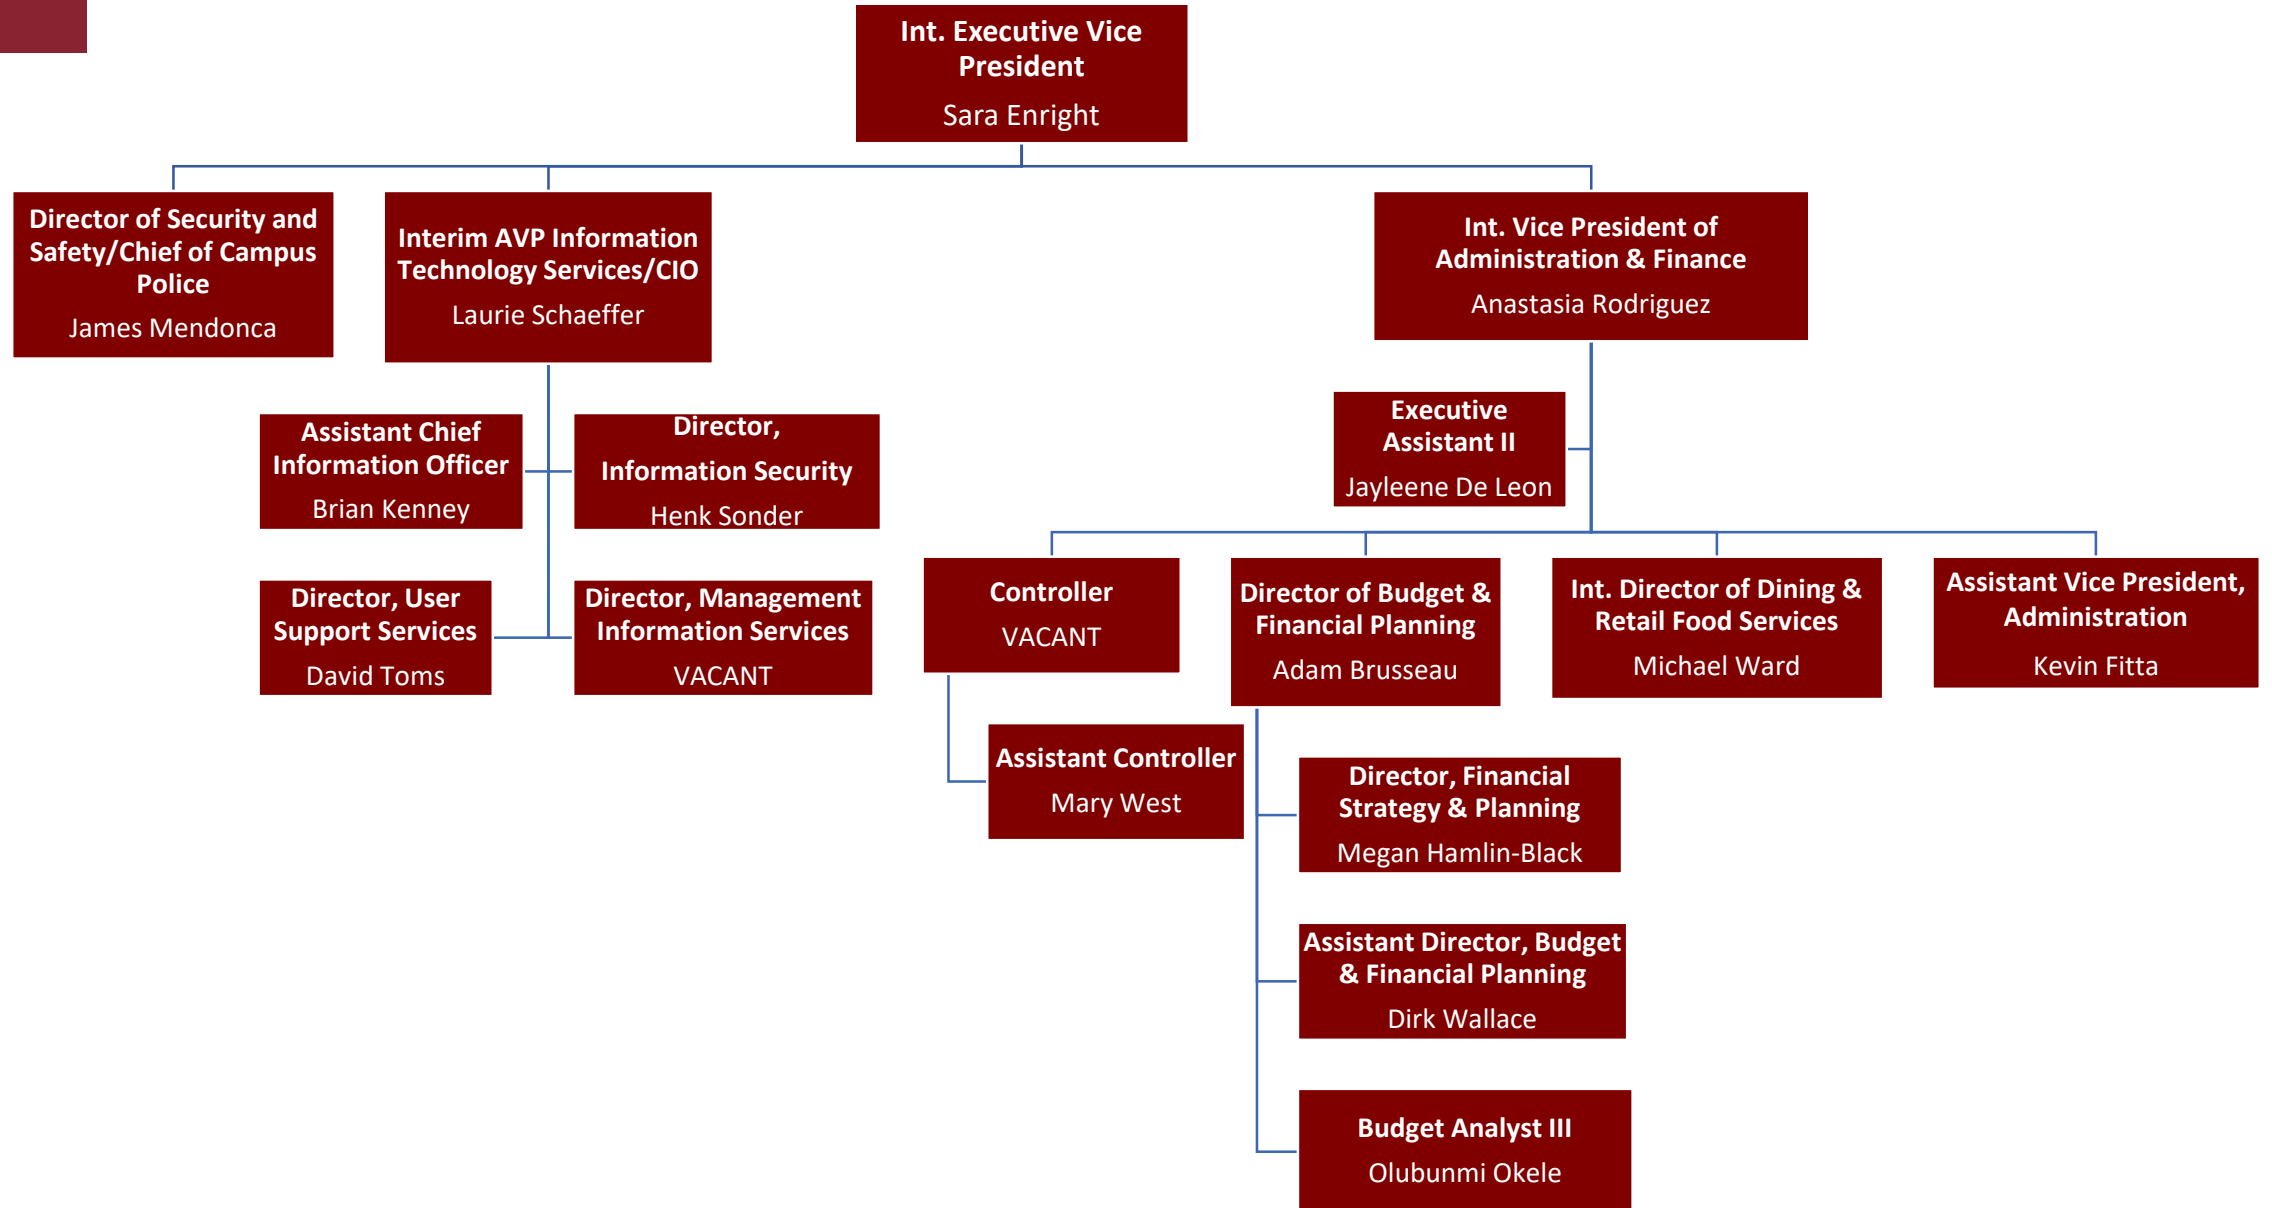 Int. Executive Vice
President
Sara Enright
Director of Security and
Safety/Chief of Campus
Police
James Mendonca
Interim AVP Information
Technology Services/CIO
Laurie Schaeffer
Int. Vice President of
Administration & Finance
Anastasia Rodriguez
Assistant Chief
Information Officer
Brian Kenney
Director,
Information Security
Henk Sonder
Director, User
Support Services
David Toms
Director, Management
Information Services
VACANT
Executive
Assistant II
Jayleene De Leon
Controller
VACANT
Director of Budget &
Financial Planning
Adam Brusseau
Int. Director of Dining &
Retail Food Services
Michael Ward
Assistant Vice President,
Administration
Kevin Fitta
Assistant Controller
Mary West
Director, Financial
Strategy & Planning
Megan Hamlin-Black
Assistant Director, Budget
& Financial Planning
Dirk Wallace
Budget Analyst III
Olubunmi Okele